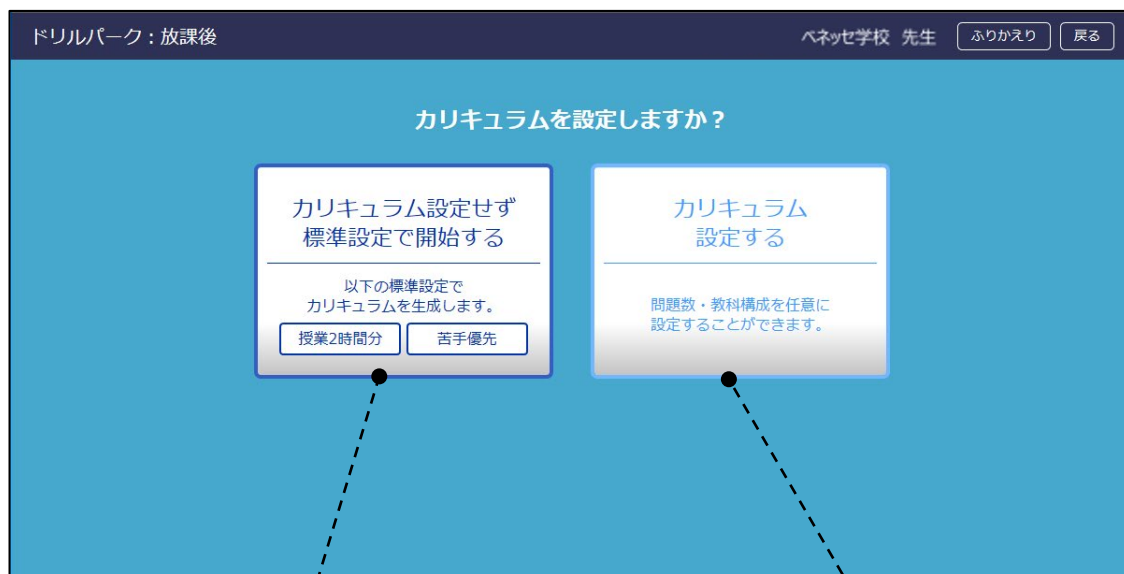 ドリルパーク：放課後
ベネッセ学校 先生
ふりかえり
戻る
カリキュラムを設定しますか？
カリキュラム設定せず
標準設定で開始する
以下の標準設定で
カリキュラムを生成します。
授業2時間分
苦手優先
カリキュラム
設定する
問題数・教科構成を任意に
設定することができます。